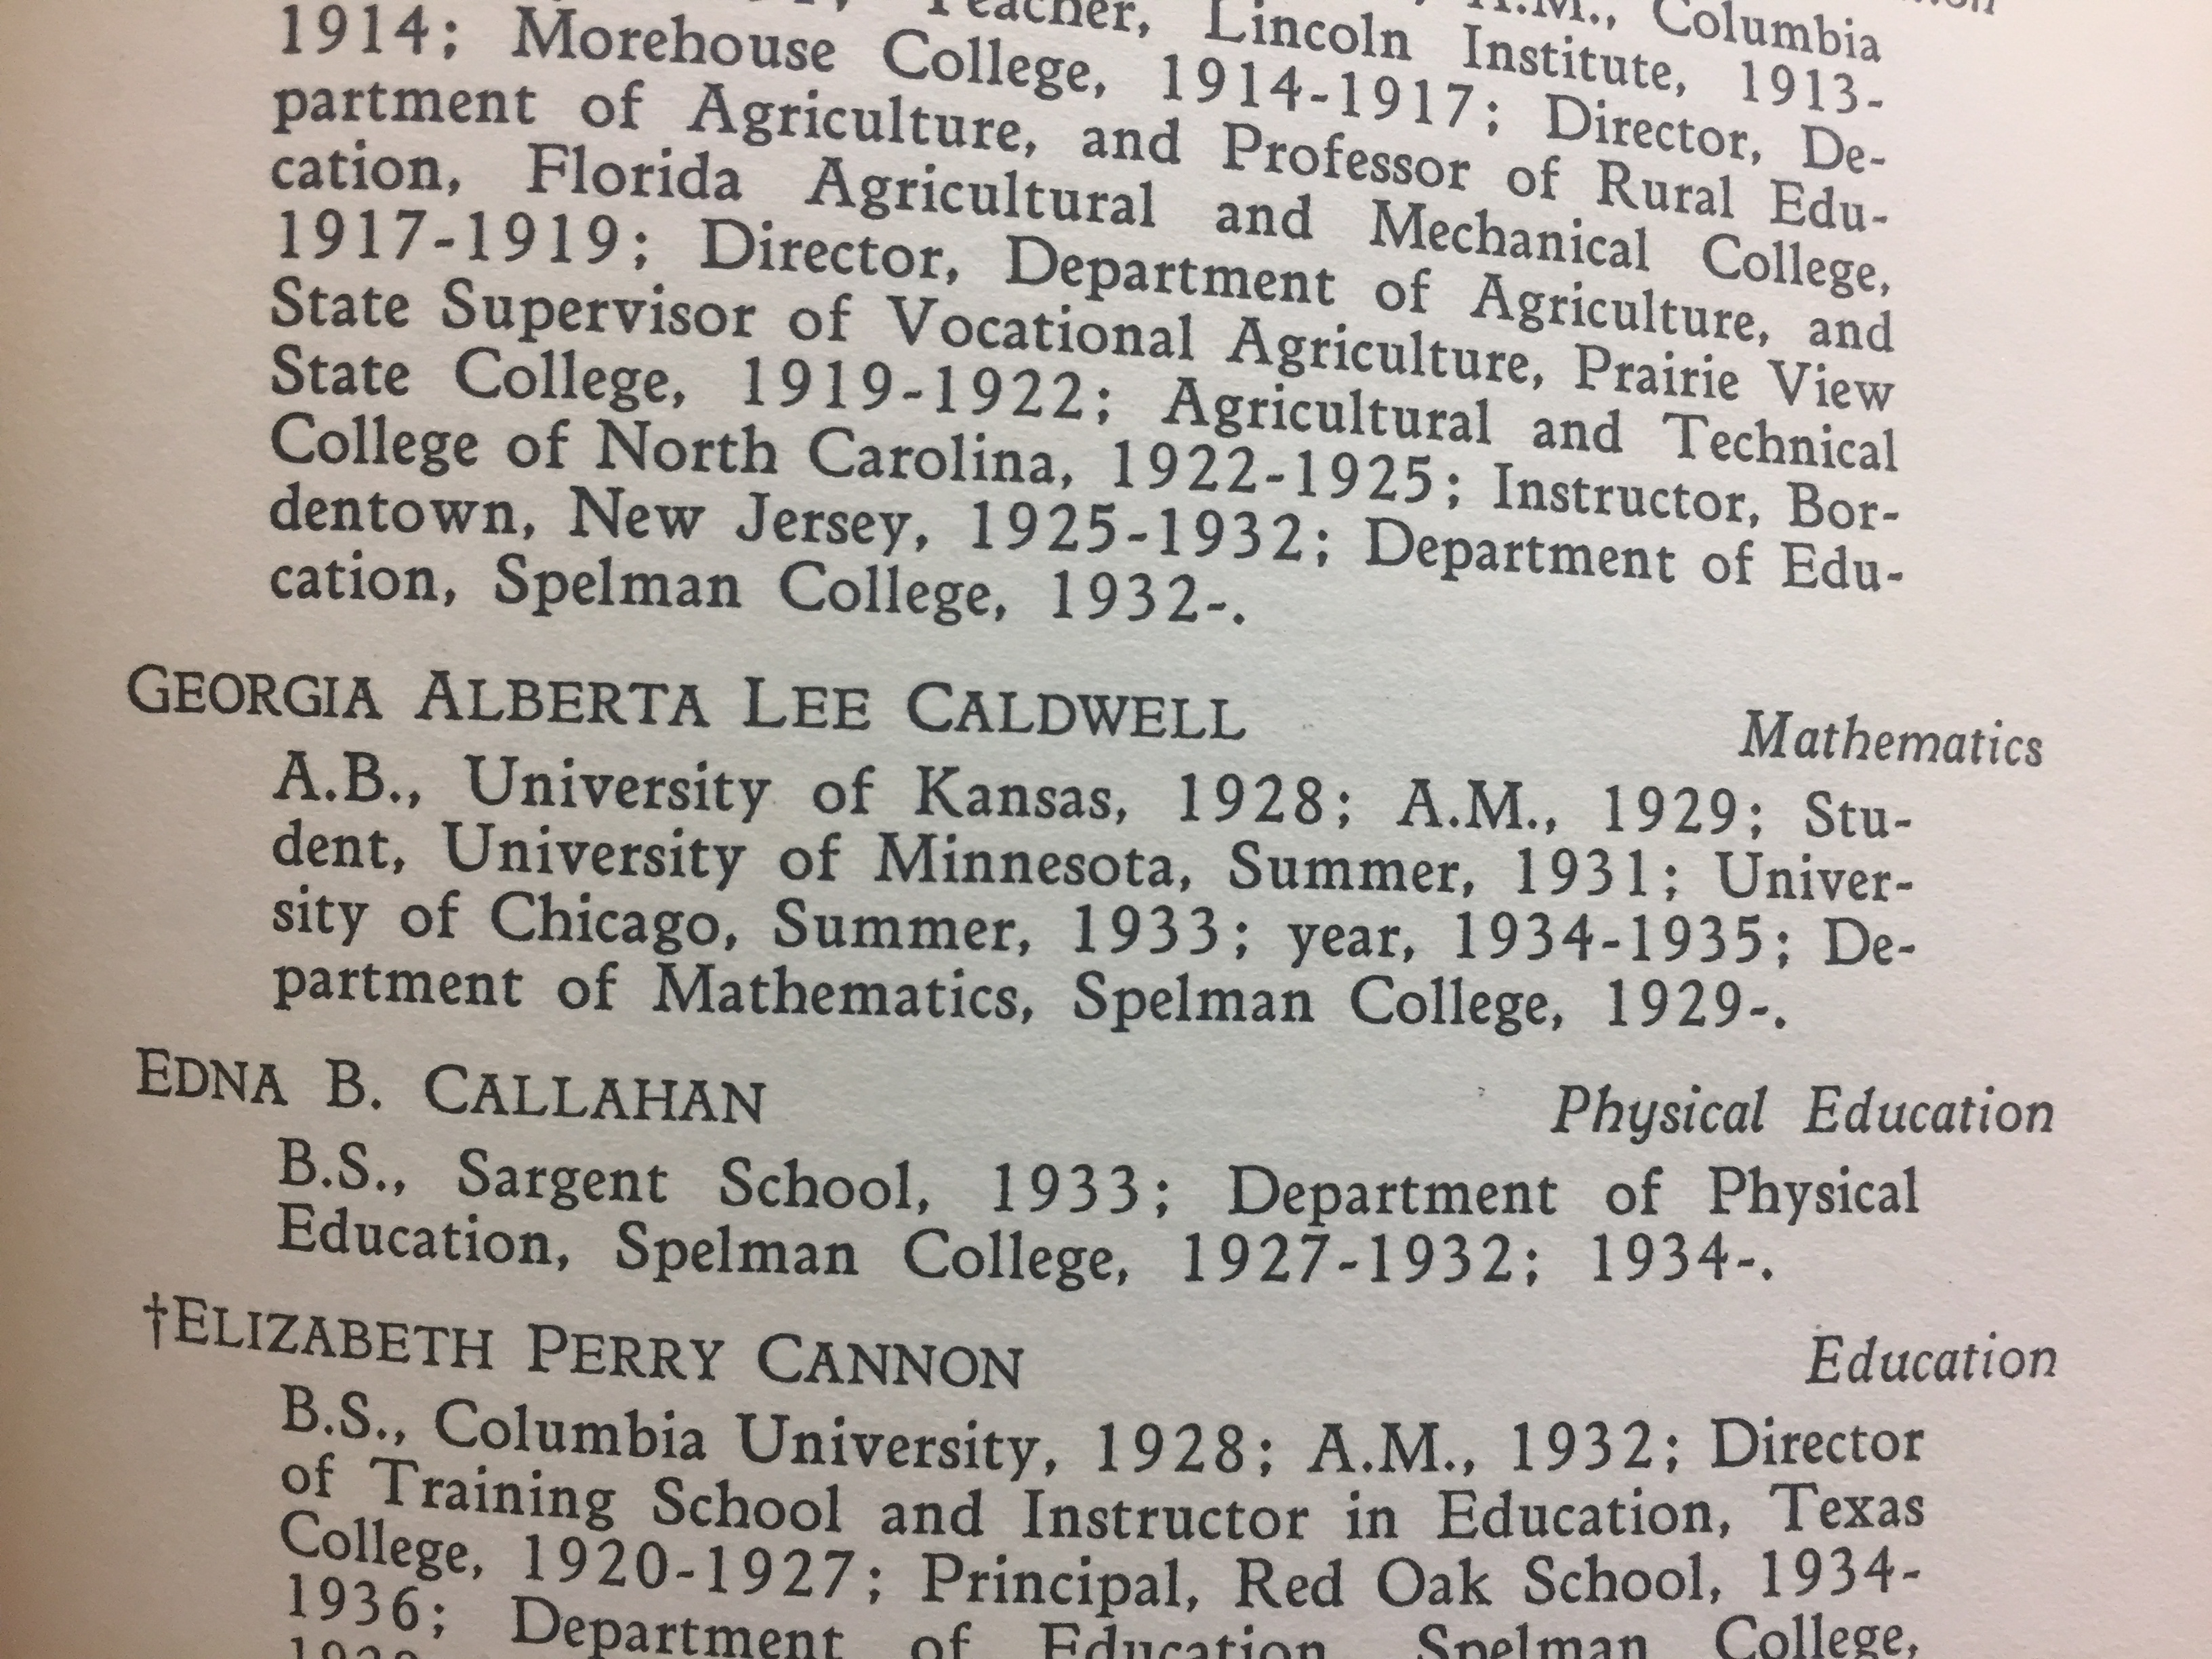 Teacher, Lincoln Institute, 1913-
1914; Morehouse College, 1914-1917; Director, De-
partment of Agriculture, and Professor of Rural Edu-
cation, Florida Agricultural and Mechanical College,
1917-1919; Director, Department of Agriculture, and
State Supervisor of Vocational Agriculture, Prairie View
State College, 1919-1922; Agricultural and Technical
College of North Carolina, 1922-1925; Instructor, Bor-
dentown, New Jersey, 1925-1932; Department of Edu-
cation, Spelman College, 1932-.
GEORGIA ALBERTA LEE CALDWELL Mathematics
A.B., University of Kansas, 1928; A.M., 1929; Stu-
dent, University of Minnesota, Summer, 1931; Univer-
sity of Chicago, Summer, 1933; year, 1934-1935; De-
partment of Mathematics, Spelman College, 1929-.
EDNA B. CALLAHAN Physical Education
B.S., Sargent School, 1933; Department of Physical
Education, Spelman College, 1927-1932; 1934-.
†ELIZABETH PERRY CANNON Education
B.S., Columbia University, 1928; A.M., 1932; Director
of Training School and Instructor in Education, Texas
College, 1920-1927; Principal, Red Oak School, 1934-
1936; Department of Education, Spelman College,